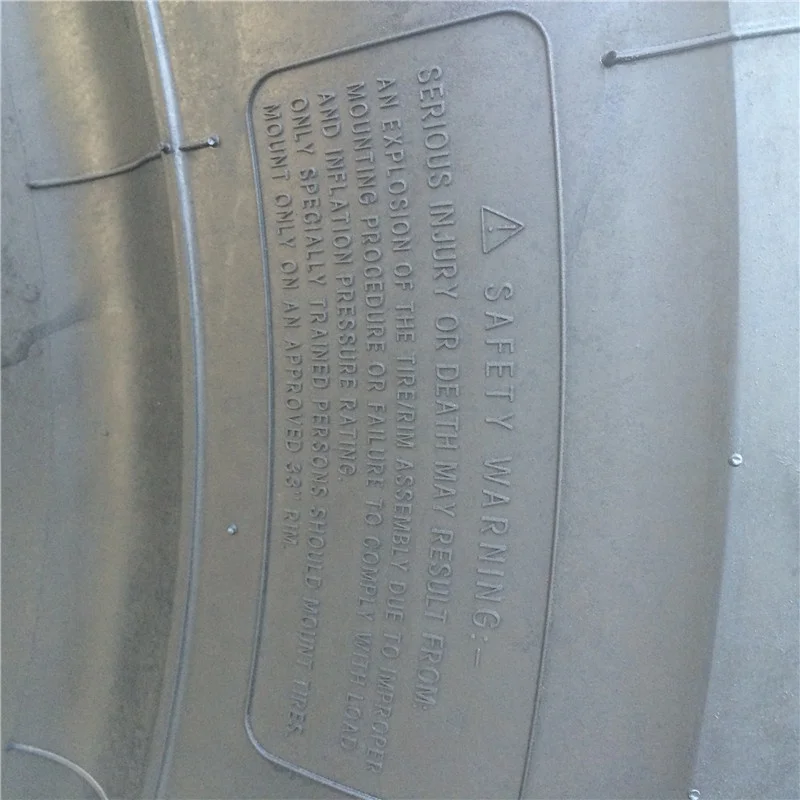 ⚠ SAFETY WARNING:-
SERIOUS INJURY OR DEATH MAY RESULT FROM:
AN EXPLOSION OF THE TIRE/RIM ASSEMBLY DUE TO IMPROPER
MOUNTING PROCEDURE OR FAILURE TO COMPLY WITH LOAD
AND INFLATION PRESSURE RATING.
ONLY SPECIALLY TRAINED PERSONS SHOULD MOUNT TIRES.
MOUNT ONLY ON AN APPROVED 33" RIM.